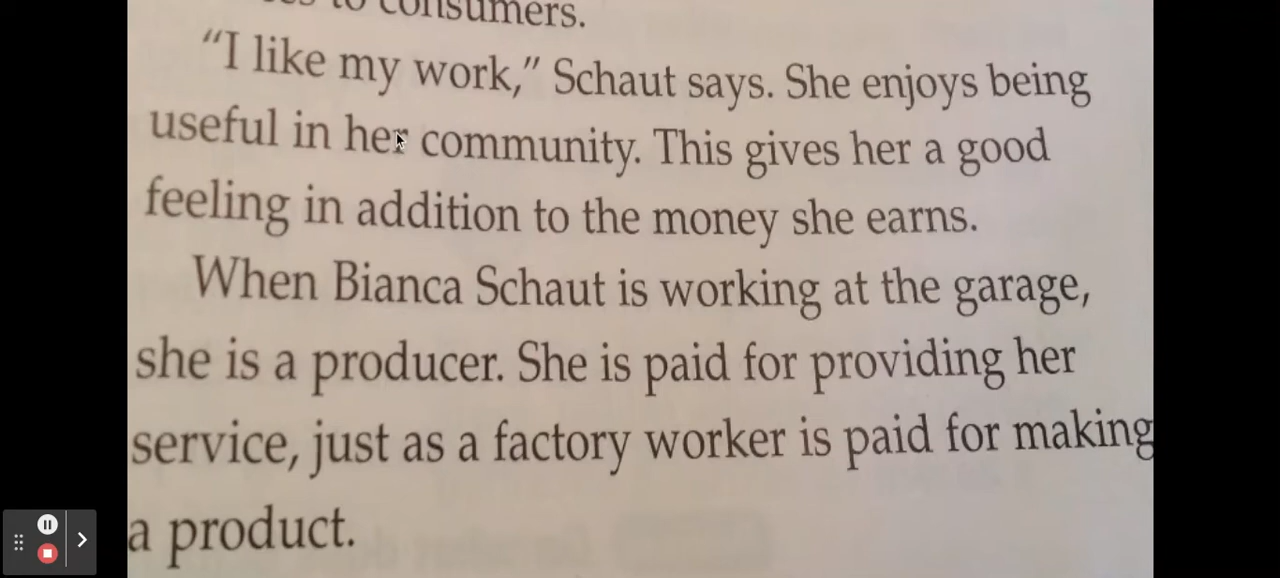 to consumers.
“I like my work,” Schaut says. She enjoys being
useful in her community. This gives her a good
feeling in addition to the money she earns.
When Bianca Schaut is working at the garage,
she is a producer. She is paid for providing her
service, just as a factory worker is paid for making
a product.